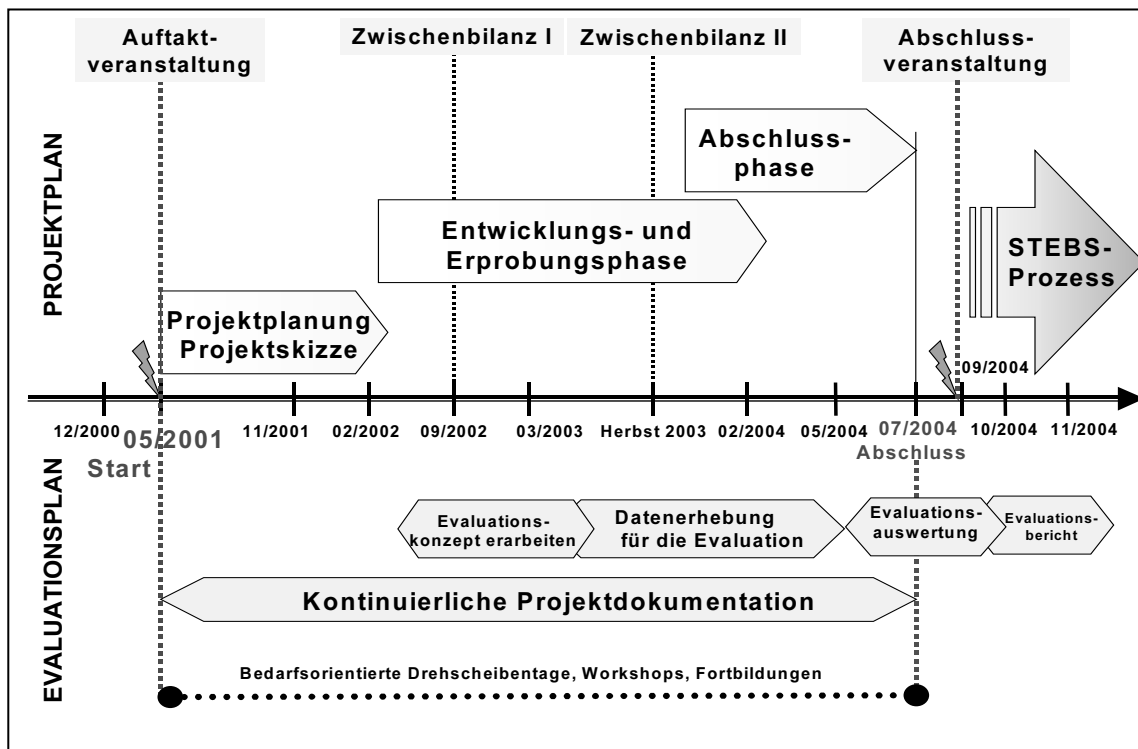 Auftakt-
veranstaltung
Zwischenbilanz I
Zwischenbilanz II
Abschluss-
veranstaltung
PROJEKTPLAN
Abschluss-
phase
Entwicklungs- und
Erprobungsphase
STEBS-
Prozess
Projektplanung
Projektskizze
09/2004
12/2000
05/2001
11/2001
02/2002
09/2002
03/2003
Herbst 2003
02/2004
05/2004
07/2004
10/2004
11/2004
Start
Abschluss
EVALUATIONSPLAN
Evaluations-
konzept erarbeiten
Datenerhebung
für die Evaluation
Evaluations-
auswertung
Evaluations-
bericht
Kontinuierliche Projektdokumentation
Bedarfsorientierte Drehscheibentage, Workshops, Fortbildungen